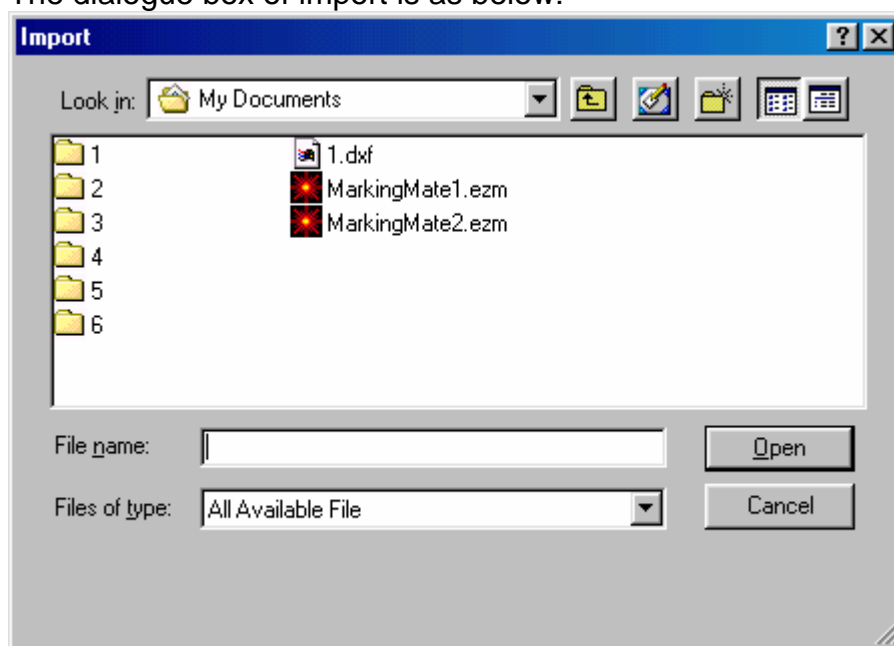 The dialogue box of import is as below:
Import
Look in: My Documents
1
2
3
4
5
6
1.dxf
MarkingMate1.ezm
MarkingMate2.ezm
File name:
Open
Files of type: All Available File
Cancel